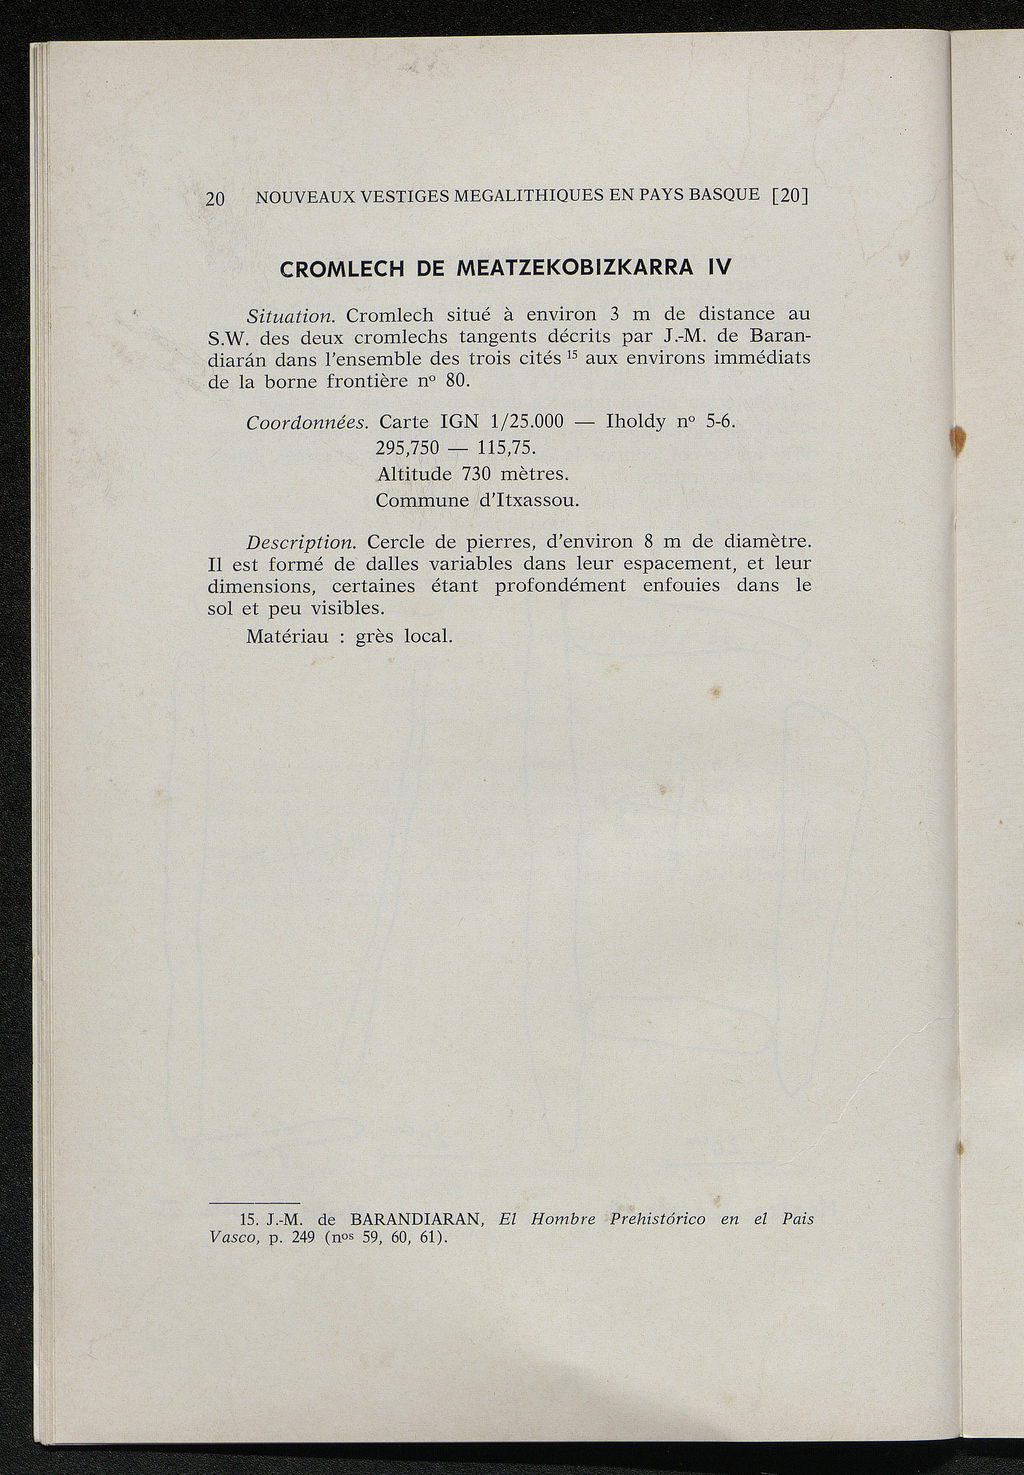 20 NOUVEAUX VESTIGES MEGALITHIQUES EN PAYS BASQUE [20]
CROMLECH DE MEATZEKOBIZKARRA IV
Situation. Cromlech situé à environ 3 m de distance au
S.W. des deux cromlechs tangents décrits par J.-M. de Baran-
diarán dans l'ensemble des trois cités 15 aux environs immédiats
de la borne frontière nº 80.
Coordonnées. Carte IGN 1/25.000 — Iholdy nº 5-6.
295,750 — 115,75.
Altitude 730 mètres.
Commune d'Itxassou.
Description. Cercle de pierres, d'environ 8 m de diamètre.
Il est formé de dalles variables dans leur espacement, et leur
dimensions, certaines étant profondément enfouies dans le
sol et peu visibles.
Matériau : grès local.
15. J.-M. de BARANDIARAN, El Hombre Prehistórico en el Pais
Vasco, p. 249 (nos 59, 60, 61).